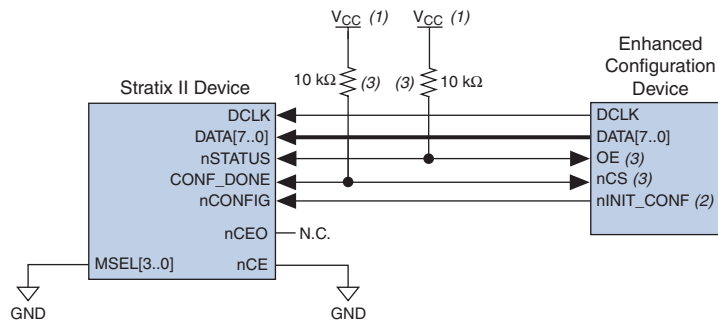 VCC (1)
VCC (1)
Enhanced
Configuration
Device
Stratix II Device
10 kΩ
(3)
(3)
10 kΩ
DCLK
DCLK
DATA[7..0]
DATA[7..0]
nSTATUS
OE (3)
CONF_DONE
nCS (3)
nCONFIG
nINIT_CONF (2)
nCEO
N.C.
MSEL[3..0]
nCE
GND
GND